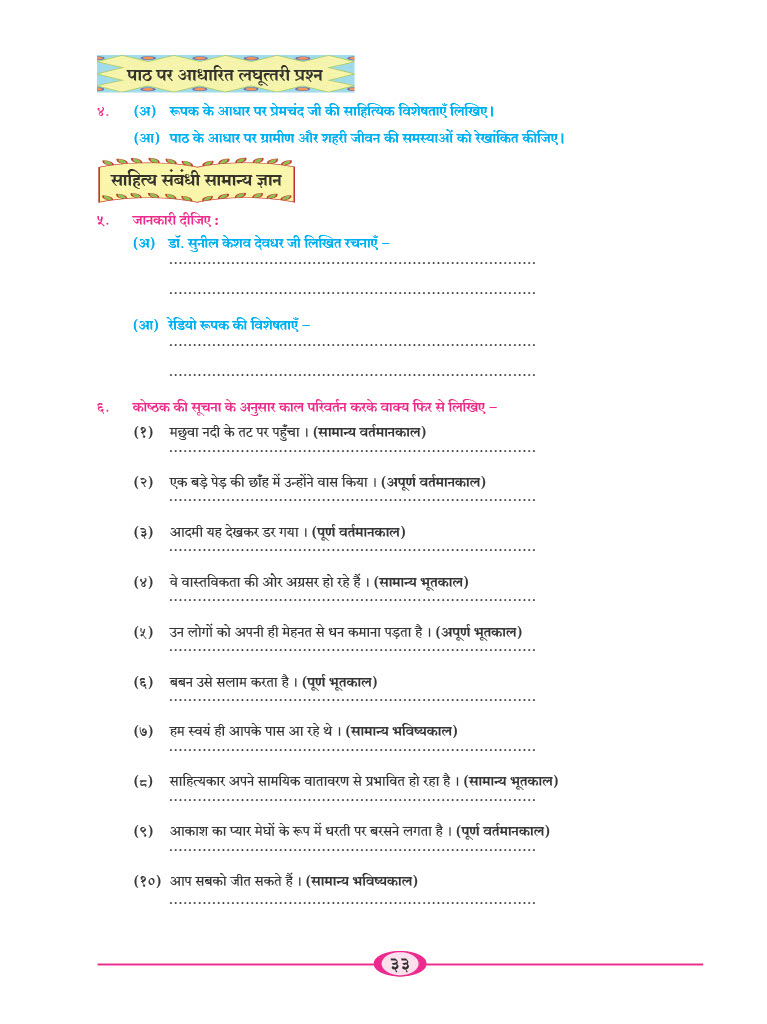 पाठ पर आधारित लघूत्तरी प्रश्न
४. (अ) रूपक के आधार पर प्रेमचंद जी की साहित्यिक विशेषताएँ लिखिए।
(आ) पाठ के आधार पर ग्रामीण और शहरी जीवन की समस्याओं को रेखांकित कीजिए।
साहित्य संबंधी सामान्य ज्ञान
५. जानकारी दीजिए :
(अ) डॉ. सुनील केशव देवधर जी लिखित रचनाएँ –
................................................................................
................................................................................
(आ) रेडियो रूपक की विशेषताएँ –
................................................................................
................................................................................
६. कोष्ठक की सूचना के अनुसार काल परिवर्तन करके वाक्य फिर से लिखिए –
(१) मछुवा नदी के तट पर पहुँचा । (सामान्य वर्तमानकाल)
................................................................................
(२) एक बड़े पेड़ की छाँह में उन्होंने वास किया । (अपूर्ण वर्तमानकाल)
................................................................................
(३) आदमी यह देखकर डर गया । (पूर्ण वर्तमानकाल)
................................................................................
(४) वे वास्तविकता की ओर अग्रसर हो रहे हैं । (सामान्य भूतकाल)
................................................................................
(५) उन लोगों को अपनी ही मेहनत से धन कमाना पड़ता है । (अपूर्ण भूतकाल)
................................................................................
(६) बबन उसे सलाम करता है । (पूर्ण भूतकाल)
................................................................................
(७) हम स्वयं ही आपके पास आ रहे थे । (सामान्य भविष्यकाल)
................................................................................
(८) साहित्यकार अपने सामयिक वातावरण से प्रभावित हो रहा है । (सामान्य भूतकाल)
................................................................................
(९) आकाश का प्यार मेघों के रूप में धरती पर बरसने लगता है । (पूर्ण वर्तमानकाल)
................................................................................
(१०) आप सबको जीत सकते हैं । (सामान्य भविष्यकाल)
................................................................................
३३